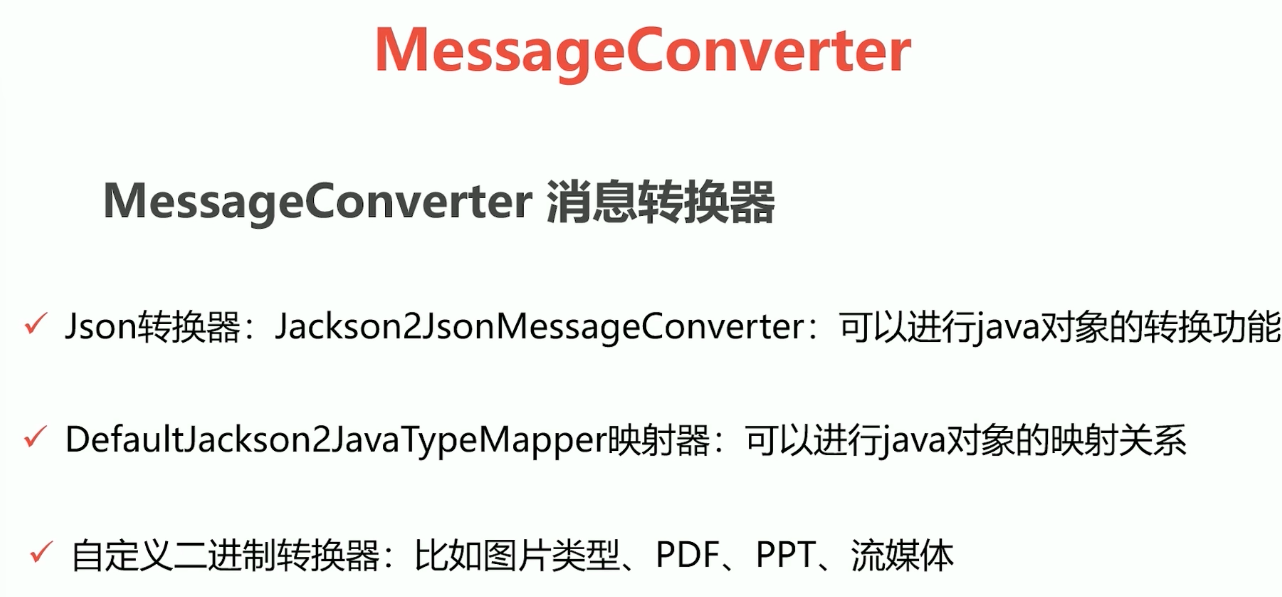 MessageConverter
MessageConverter 消息转换器
Json转换器：Jackson2JsonMessageConverter：可以进行java对象的转换功能
DefaultJackson2JavaTypeMapper映射器：可以进行java对象的映射关系
自定义二进制转换器：比如图片类型、PDF、PPT、流媒体